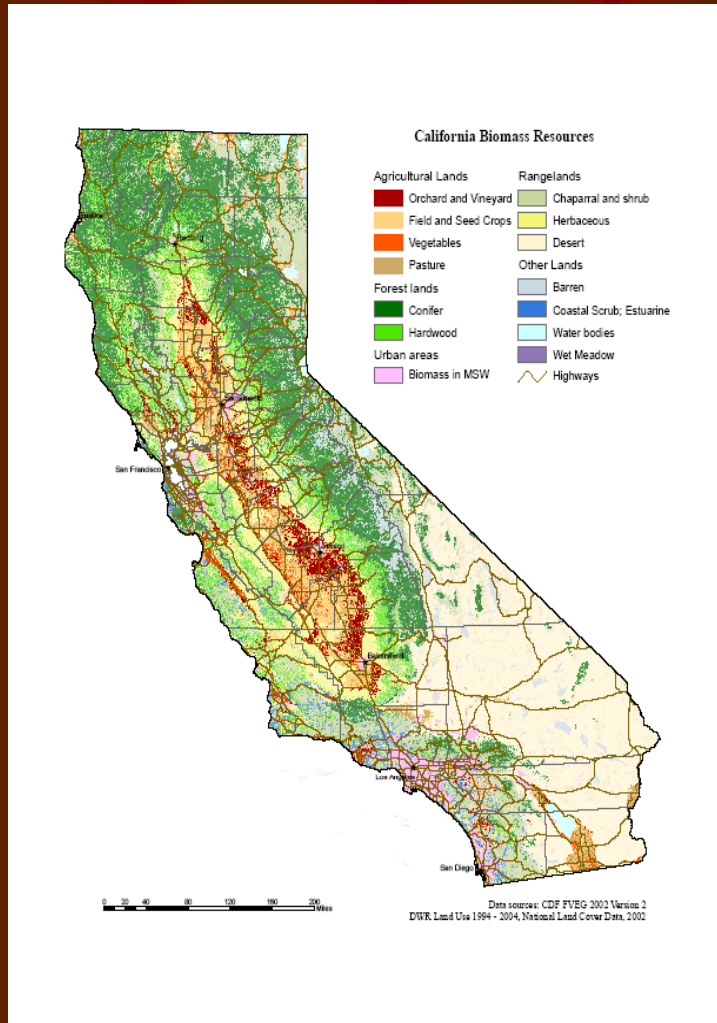 California Biomass Resources
Agricultural Lands
Orchard and Vineyard
Field and Seed Crops
Vegetables
Pasture
Forest lands
Conifer
Hardwood
Urban areas
Biomass in MSW
Rangelands
Chaparral and shrub
Herbaceous
Desert
Other Lands
Barren
Coastal Scrub; Estuarine
Water bodies
Wet Meadow
Highways
San Francisco
Bakersfield
Los Angeles
San Diego
0 20 40 80 120 160 200
Miles
Data sources: CDF FVEG 2002 Version 2
DWR Land Use 1994 - 2004, National Land Cover Data, 2002